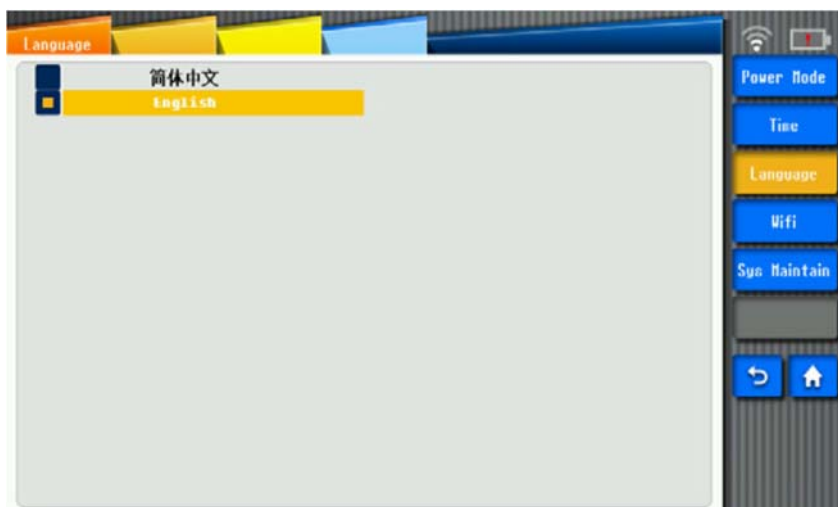 Language
简体中文
English
Power Mode
Time
Language
Wifi
Sys Maintain